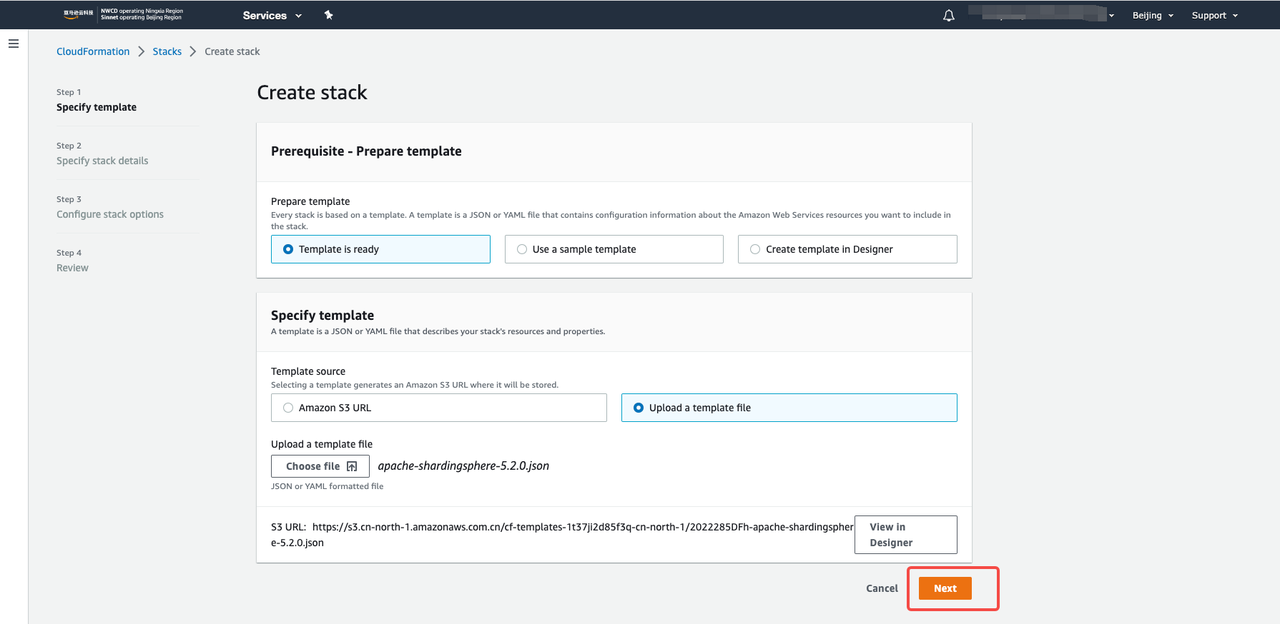 亚马逊云科技
NWCD operating Ningxia Region
Sinnet operating Beijing Region
Services
Beijing
Support
CloudFormation
Stacks
Create stack
Step 1
Specify template
Step 2
Specify stack details
Step 3
Configure stack options
Step 4
Review
Create stack
Prerequisite - Prepare template
Prepare template
Every stack is based on a template. A template is a JSON or YAML file that contains configuration information about the Amazon Web Services resources you want to include in
the stack.
Template is ready
Use a sample template
Create template in Designer
Specify template
A template is a JSON or YAML file that describes your stack's resources and properties.
Template source
Selecting a template generates an Amazon S3 URL where it will be stored.
Amazon S3 URL
Upload a template file
Upload a template file
Choose file
apache-shardingsphere-5.2.0.json
JSON or YAML formatted file
S3 URL: https://s3.cn-north-1.amazonaws.com.cn/cf-templates-1t37ji2d85f3q-cn-north-1/2022285DFh-apache-shardingspher
e-5.2.0.json
View in
Designer
Cancel
Next